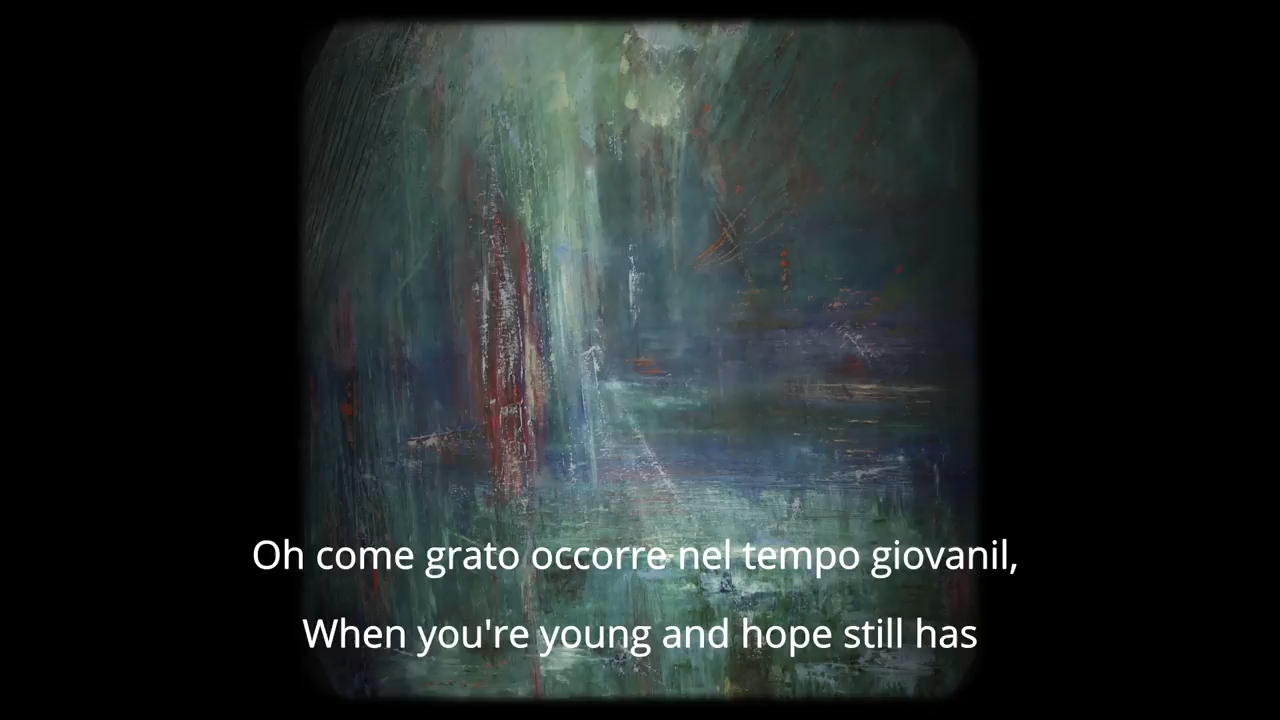 Oh come grato occorre nel tempo giovanil,
When you're young and hope still has